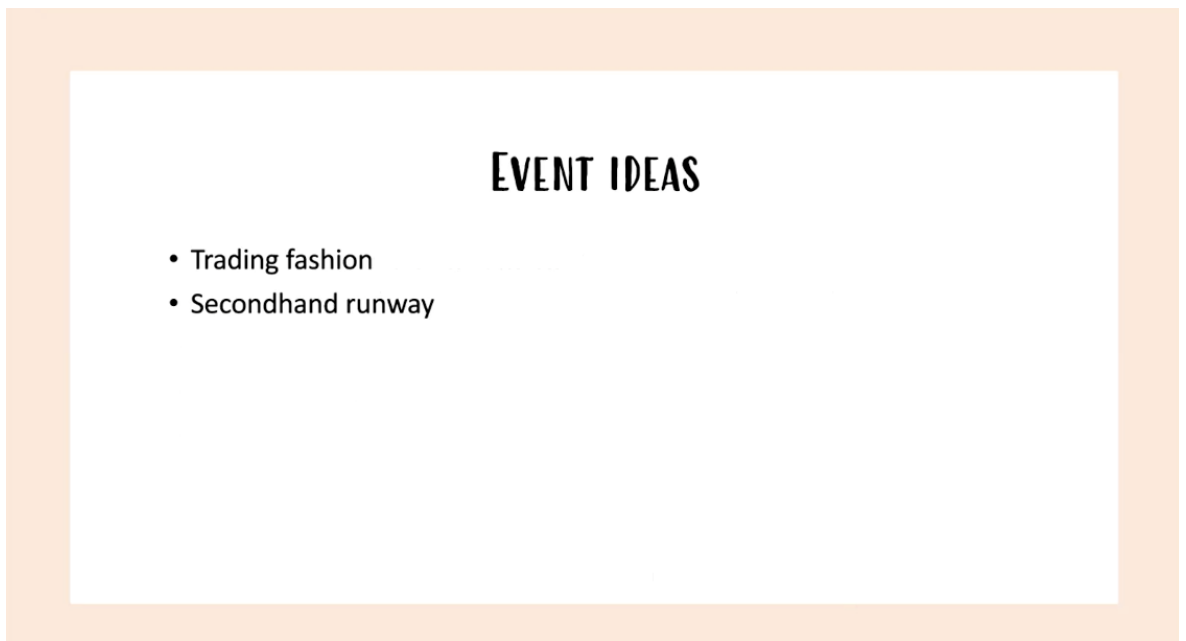 Event ideas
• Trading fashion
• Secondhand runway